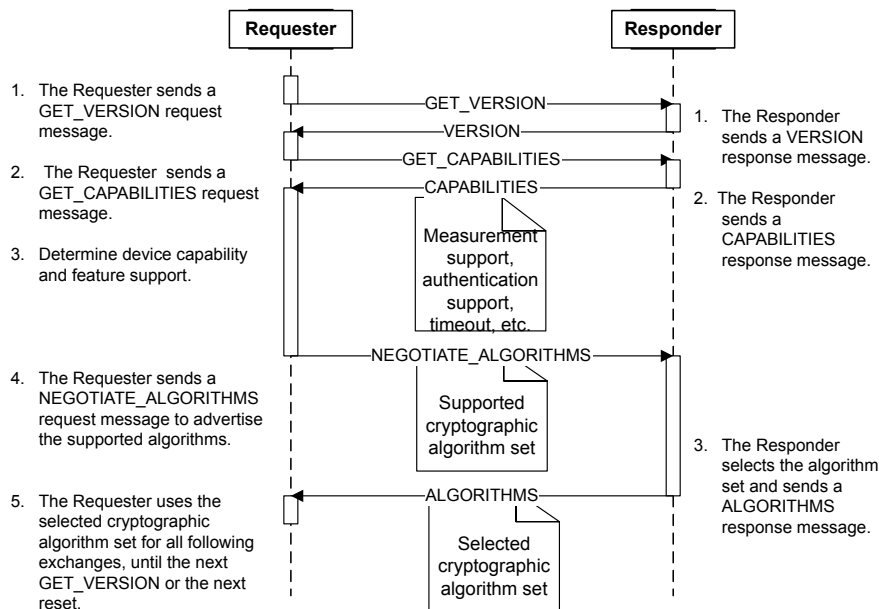 Requester
Responder
1. The Requester sends a
GET_VERSION request
message.
2. The Requester sends a
GET_CAPABILITIES request
message.
3. Determine device capability
and feature support.
4. The Requester sends a
NEGOTIATE_ALGORITHMS
request message to advertise
the supported algorithms.
5. The Requester uses the
selected cryptographic
algorithm set for all following
exchanges, until the next
GET_VERSION or the next
reset.
GET_VERSION
VERSION
GET_CAPABILITIES
CAPABILITIES
Measurement
support,
authentication
support,
timeout, etc.
NEGOTIATE_ALGORITHMS
Supported
cryptographic
algorithm set
ALGORITHMS
Selected
cryptographic
algorithm set
1. The Responder
sends a VERSION
response message.
2. The Responder
sends a
CAPABILITIES
response message.
3. The Responder
selects the algorithm
set and sends a
ALGORITHMS
response message.